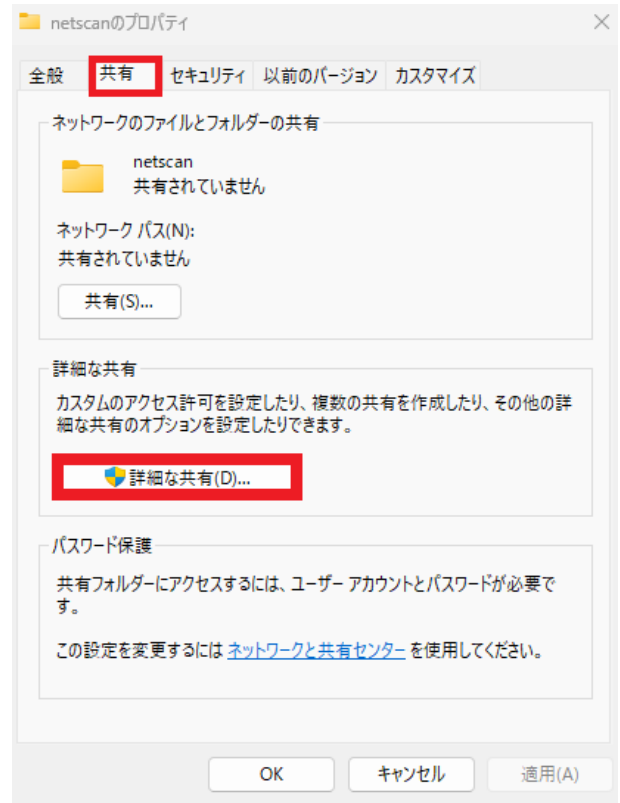 netscanのプロパティ
全般 共有 セキュリティ 以前のバージョン カスタマイズ
ネットワークのファイルとフォルダーの共有
netscan
共有されていません
ネットワーク パス(N):
共有されていません
共有(S)...
詳細な共有
カスタムのアクセス許可を設定したり、複数の共有を作成したり、その他の詳
細な共有のオプションを設定したりできます。
詳細な共有(D)...
パスワード保護
共有フォルダーにアクセスするには、ユーザー アカウントとパスワードが必要で
す。
この設定を変更するには ネットワークと共有センター を使用してください。
OK キャンセル 適用(A)